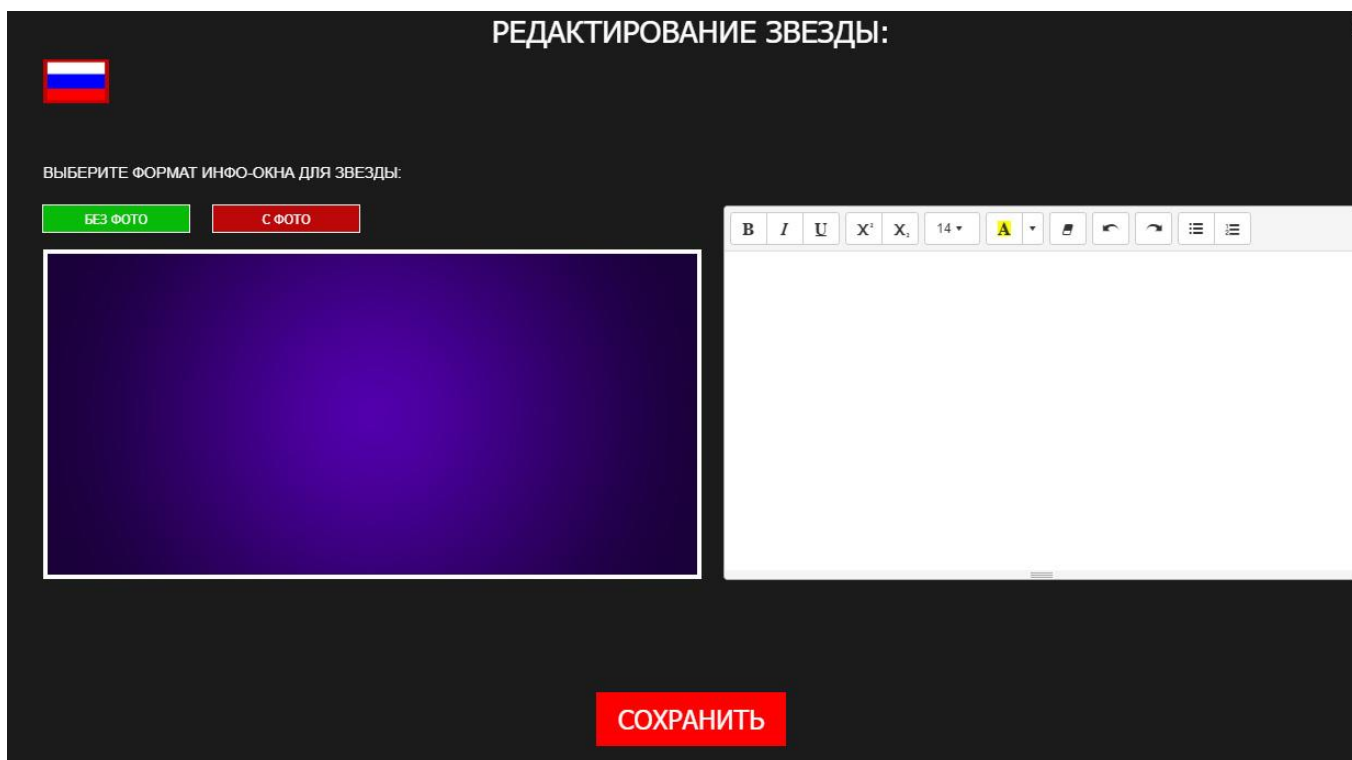 РЕДАКТИРОВАНИЕ ЗВЕЗДЫ:
ВЫБЕРИТЕ ФОРМАТ ИНФО-ОКНА ДЛЯ ЗВЕЗДЫ:
БЕЗ ФОТО С ФОТО
B I U X² X₂ 14 A
СОХРАНИТЬ